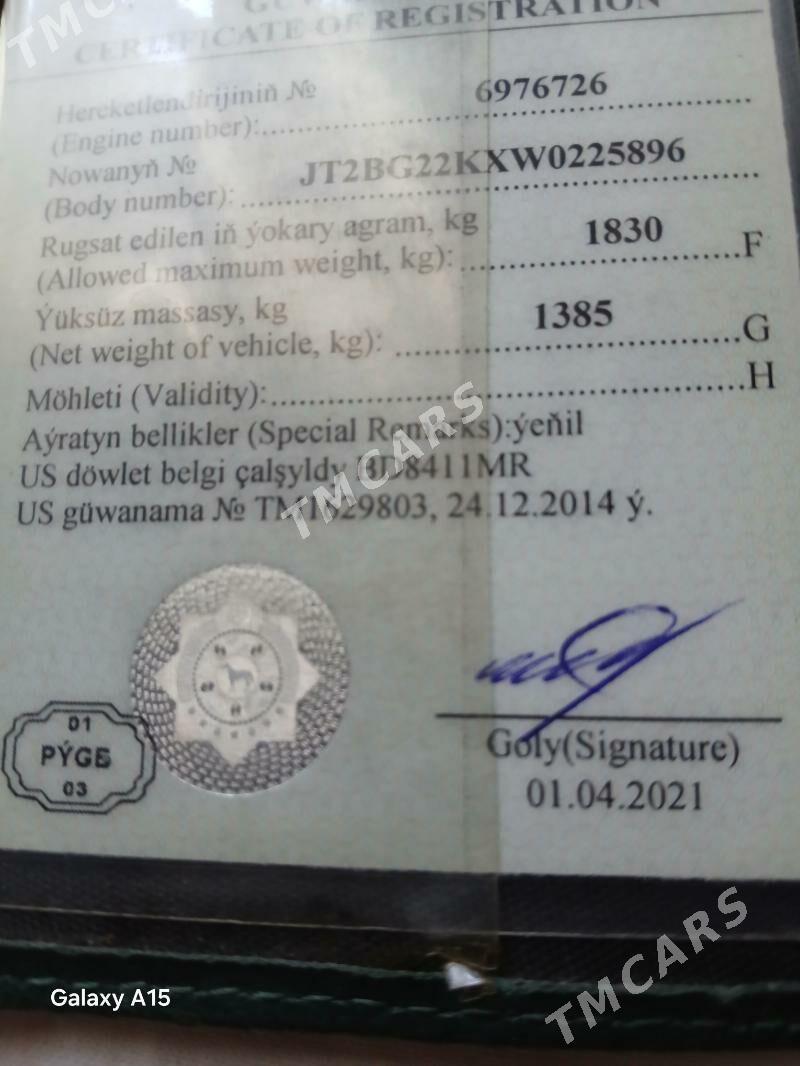 CERTIFICATE OF REGISTRATION
Hereketlendirijiniň № 6976726
(Engine number):
Nowanyň № JT2BG22KXW0225896
(Body number):
Rugsat edilen iň ýokary agram, kg 1830
(Allowed maximum weight, kg): F
Ýüksüz massasy, kg 1385
(Net weight of vehicle, kg): G
Möhleti (Validity): H
Aýratyn bellikler (Special Remarks):ýeňil
US döwlet belgi çalşyldy BD8411MR
US güwanama № TM1629803, 24.12.2014 ý.
01
PÝGB
03
Goly(Signature)
01.04.2021
Galaxy A15
TMCARS
TMCARS
TMCARS